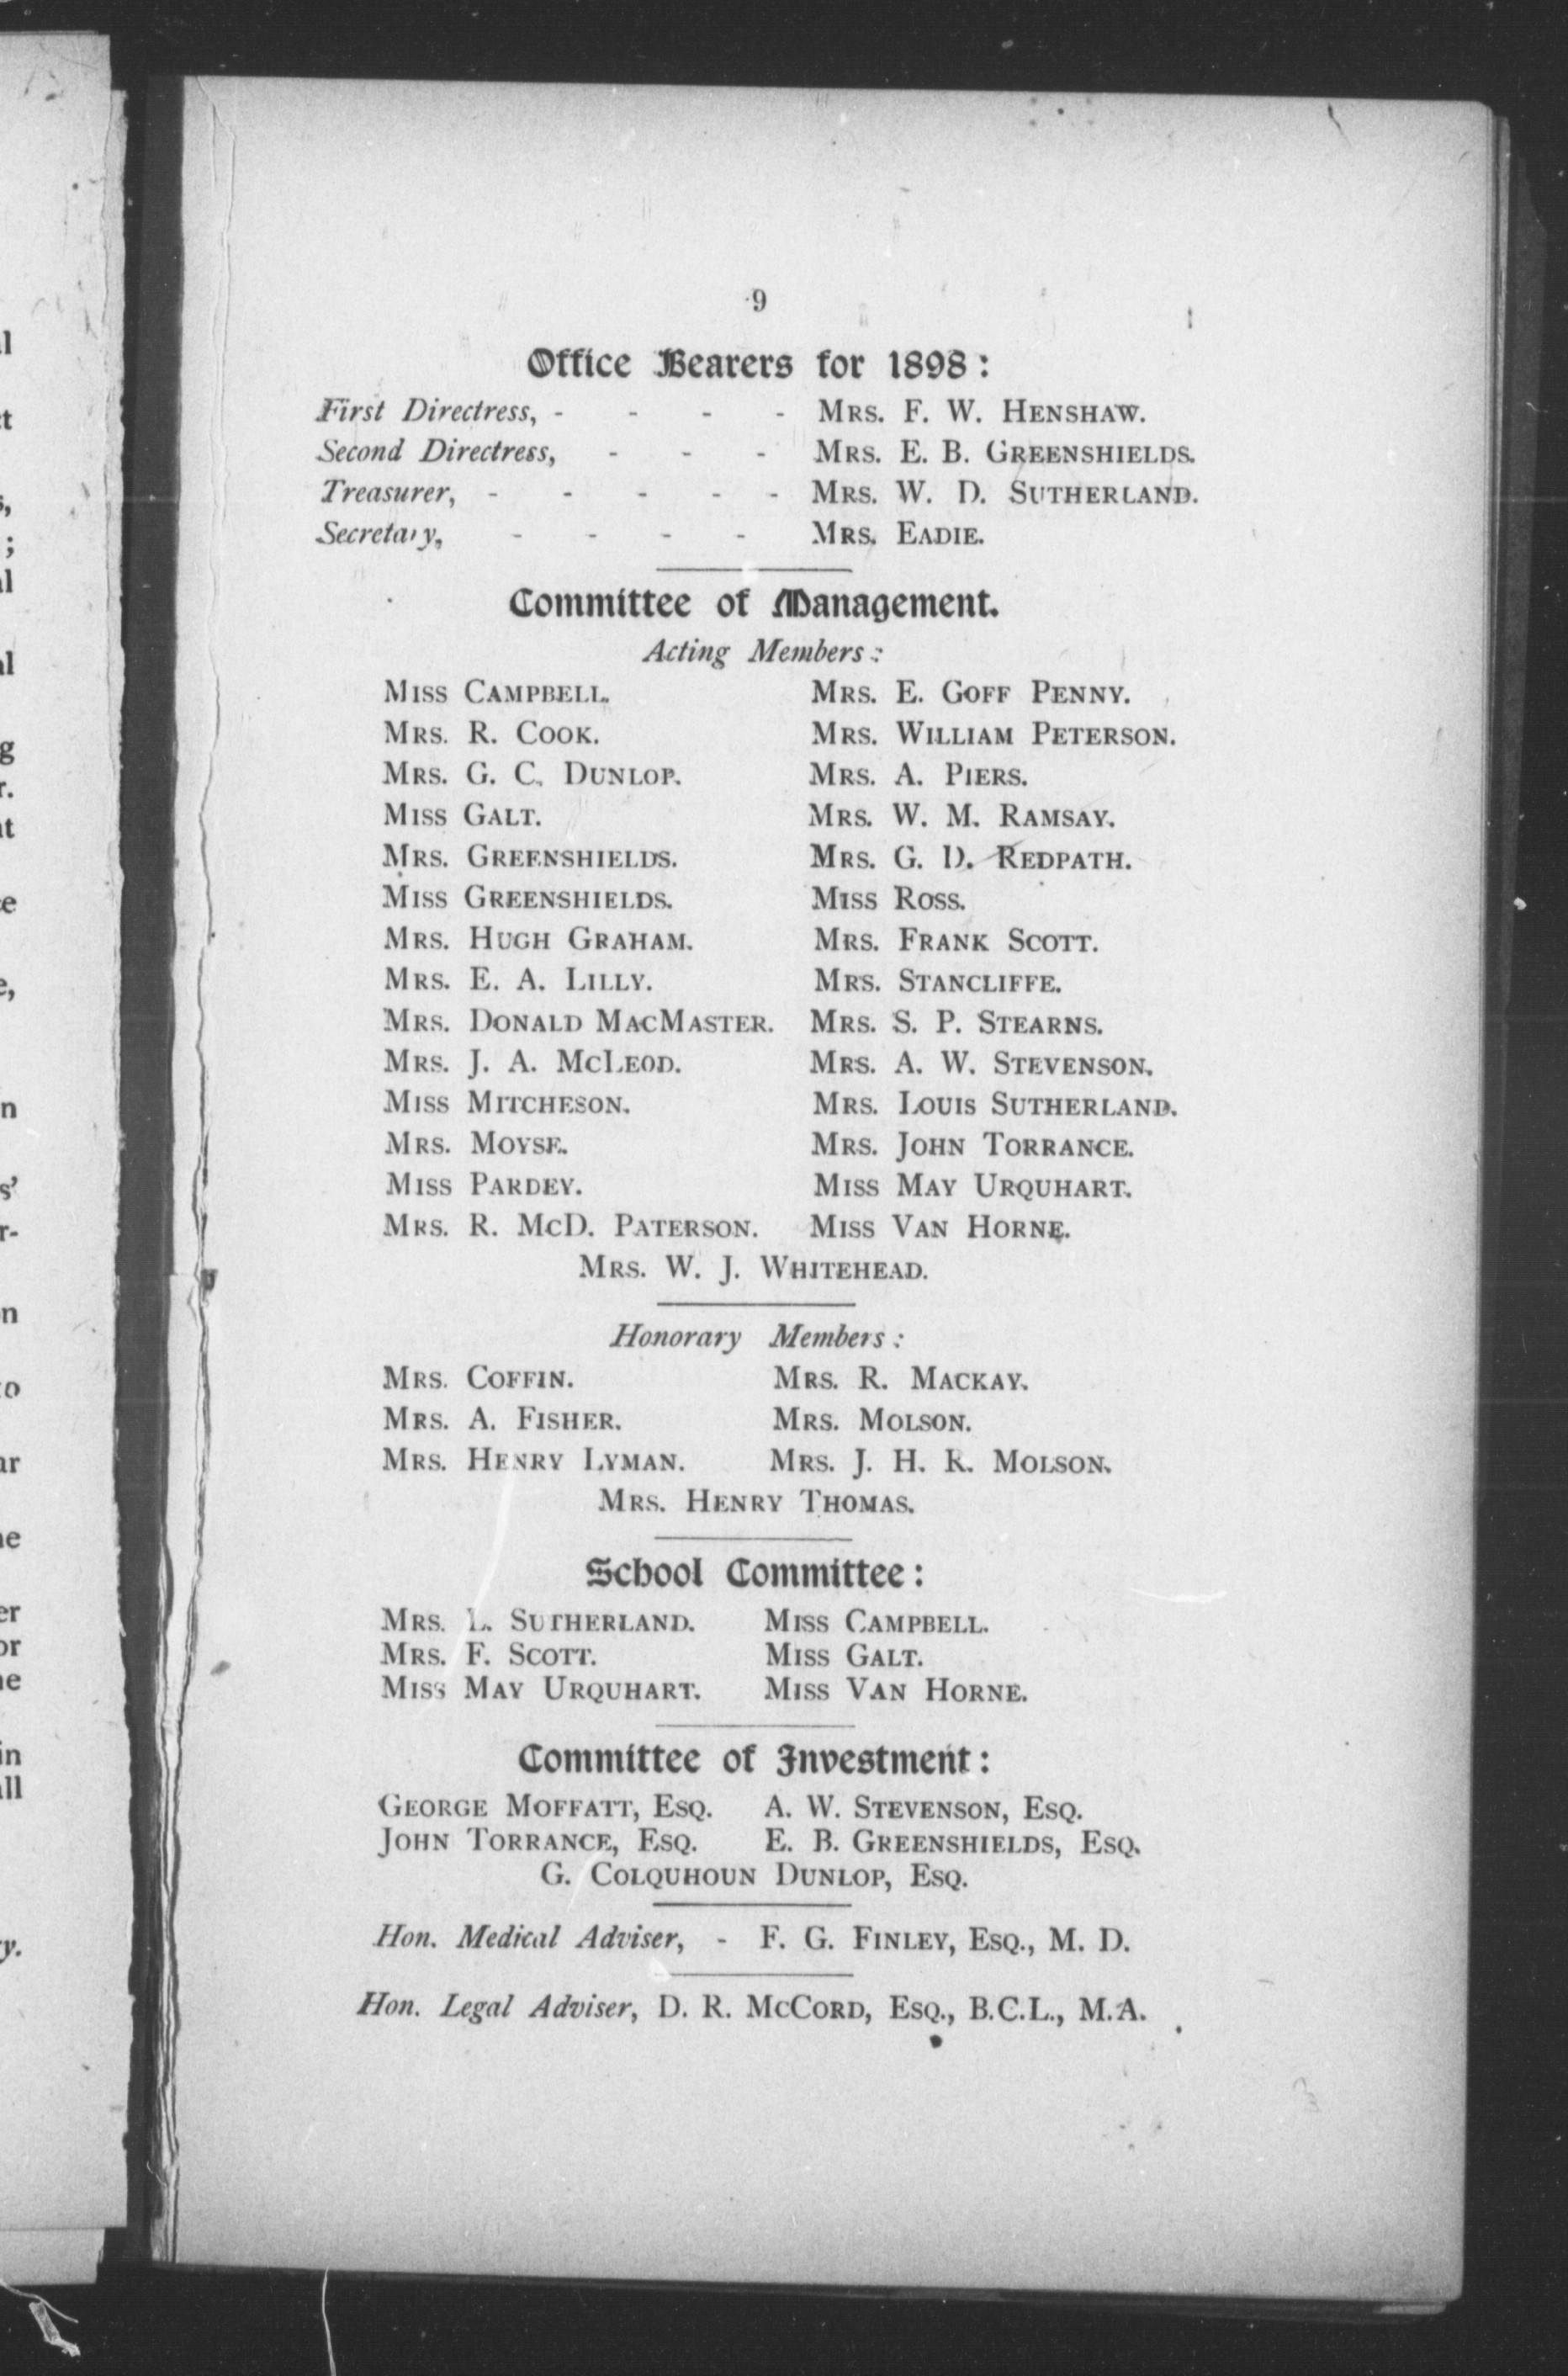 9
Office Bearers for 1898:
First Directress, - - - - Mrs. F. W. Henshaw.
Second Directress, - - - Mrs. E. B. Greenshields.
Treasurer, - - - - - Mrs. W. D. Sutherland.
Secretary, - - - - Mrs. Eadie.
Committee of Management.
Acting Members:
Miss Campbell. Mrs. E. Goff Penny.
Mrs. R. Cook. Mrs. William Peterson.
Mrs. G. C. Dunlop. Mrs. A. Piers.
Miss Galt. Mrs. W. M. Ramsay.
Mrs. Greenshields. Mrs. G. D. Redpath.
Miss Greenshields. Miss Ross.
Mrs. Hugh Graham. Mrs. Frank Scott.
Mrs. E. A. Lilly. Mrs. Stancliffe.
Mrs. Donald MacMaster. Mrs. S. P. Stearns.
Mrs. J. A. McLeod. Mrs. A. W. Stevenson.
Miss Mitcheson. Mrs. Louis Sutherland.
Mrs. Moyse. Mrs. John Torrance.
Miss Pardey. Miss May Urquhart.
Mrs. R. McD. Paterson. Miss Van Horne.
Mrs. W. J. Whitehead.
Honorary Members:
Mrs. Coffin. Mrs. R. Mackay.
Mrs. A. Fisher. Mrs. Molson.
Mrs. Henry Lyman. Mrs. J. H. R. Molson.
Mrs. Henry Thomas.
School Committee:
Mrs. L. Sutherland. Miss Campbell.
Mrs. F. Scott. Miss Galt.
Miss May Urquhart. Miss Van Horne.
Committee of Investment:
George Moffatt, Esq. A. W. Stevenson, Esq.
John Torrance, Esq. E. B. Greenshields, Esq.
G. Colquhoun Dunlop, Esq.
Hon. Medical Adviser, - F. G. Finley, Esq., M. D.
Hon. Legal Adviser, D. R. McCord, Esq., B.C.L., M.A.